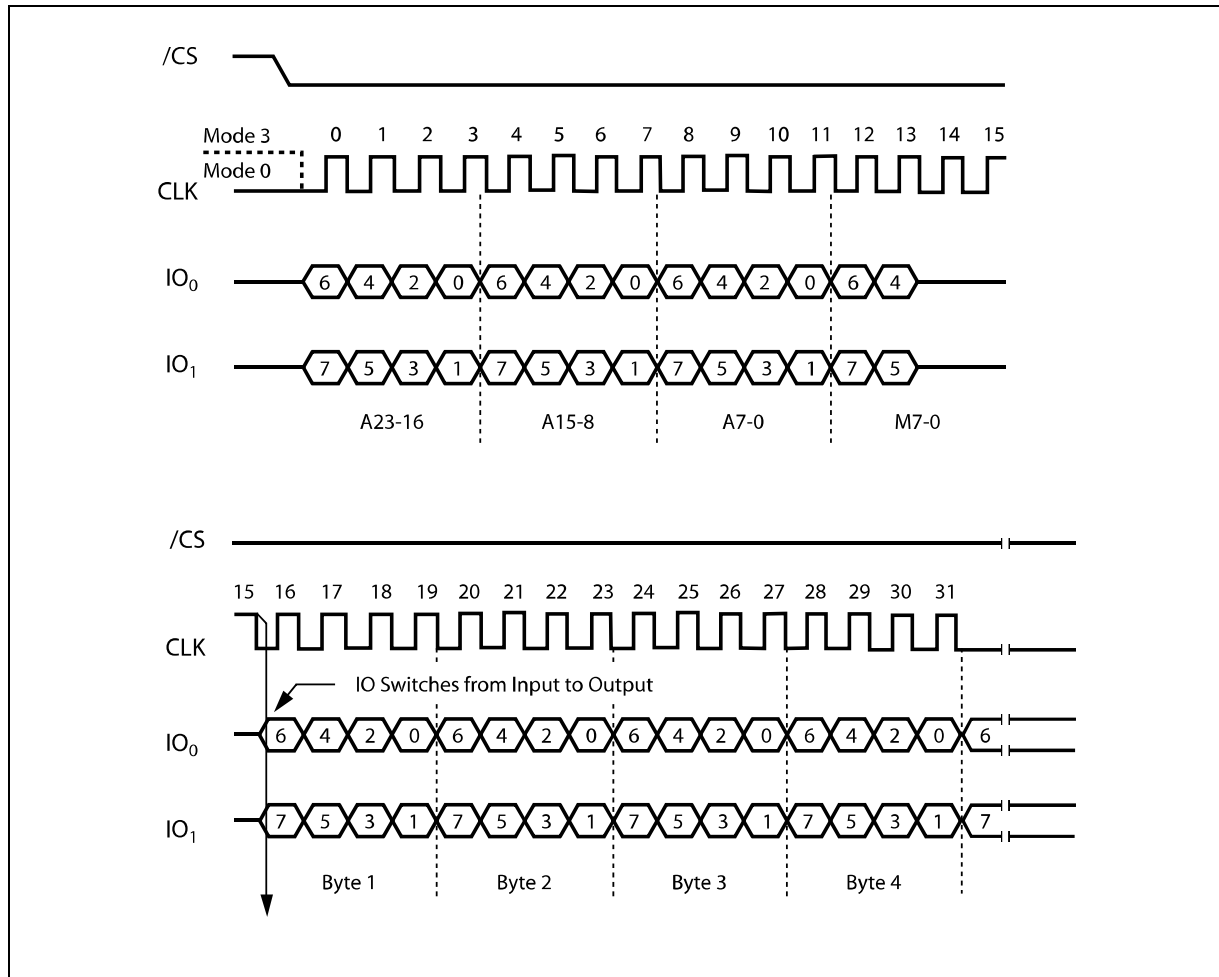 /CS
Mode 3
0 1 2 3 4 5 6 7 8 9 10 11 12 13 14 15
Mode 0
CLK
IO0 6 4 2 0 6 4 2 0 6 4 2 0 6 4
IO1 7 5 3 1 7 5 3 1 7 5 3 1 7 5
A23-16 A15-8 A7-0 M7-0
/CS
15 16 17 18 19 20 21 22 23 24 25 26 27 28 29 30 31
CLK
IO Switches from Input to Output
IO0 6 4 2 0 6 4 2 0 6 4 2 0 6 4 2 0 6
IO1 7 5 3 1 7 5 3 1 7 5 3 1 7 5 3 1 7
Byte 1 Byte 2 Byte 3 Byte 4